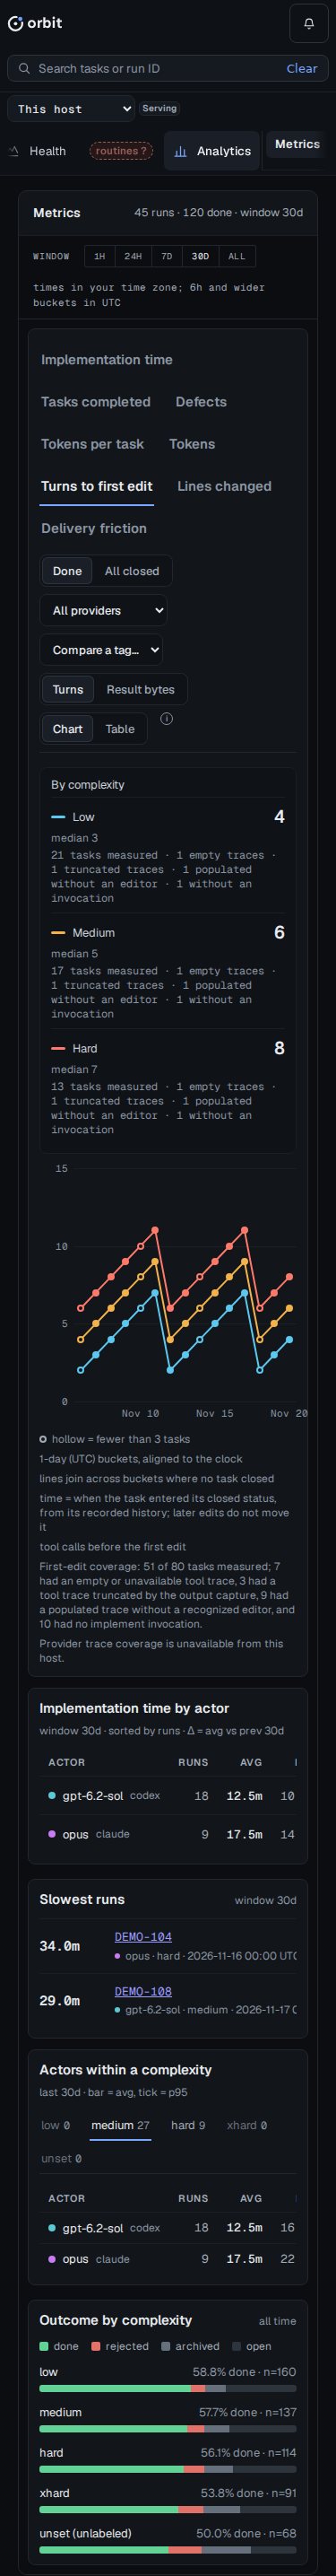 orbit
Search tasks or run ID
Clear
This host
Serving
Health
routines ?
Analytics
Metrics
Metrics
45 runs · 120 done · window 30d
WINDOW
1H
24H
7D
30D
ALL
times in your time zone; 6h and wider
buckets in UTC
Implementation time
Tasks completed
Defects
Tokens per task
Tokens
Turns to first edit
Lines changed
Delivery friction
Done
All closed
All providers
Compare a tag…
Turns
Result bytes
Chart
Table
By complexity
Low
4
median 3
21 tasks measured · 1 empty traces ·
1 truncated traces · 1 populated
without an editor · 1 without an
invocation
Medium
6
median 5
17 tasks measured · 1 empty traces ·
1 truncated traces · 1 populated
without an editor · 1 without an
invocation
Hard
8
median 7
13 tasks measured · 1 empty traces ·
1 truncated traces · 1 populated
without an editor · 1 without an
invocation
15
10
5
0
Nov 10
Nov 15
Nov 20
hollow = fewer than 3 tasks
1-day (UTC) buckets, aligned to the clock
lines join across buckets where no task closed
time = when the task entered its closed status,
from its recorded history; later edits do not move
it
tool calls before the first edit
First-edit coverage: 51 of 80 tasks measured; 7
had an empty or unavailable tool trace, 3 had a
tool trace truncated by the output capture, 9 had
a populated trace without a recognized editor, and
10 had no implement invocation.
Provider trace coverage is unavailable from this
host.
Implementation time by actor
window 30d · sorted by runs · Δ = avg vs prev 30d
ACTOR RUNS AVG
gpt-6.2-sol codex 18 12.5m 10
opus claude 9 17.5m 14
Slowest runs
window 30d
34.0m
DEMO-104
opus · hard · 2026-11-16 00:00 UTC
29.0m
DEMO-108
gpt-6.2-sol · medium · 2026-11-17
Actors within a complexity
last 30d · bar = avg, tick = p95
low 0
medium 27
hard 9
xhard 0
unset 0
ACTOR RUNS AVG
gpt-6.2-sol codex 18 12.5m 16
opus claude 9 17.5m 22
Outcome by complexity
all time
done
rejected
archived
open
low
58.8% done · n=160
medium
57.7% done · n=137
hard
56.1% done · n=114
xhard
53.8% done · n=91
unset (unlabeled)
50.0% done · n=68